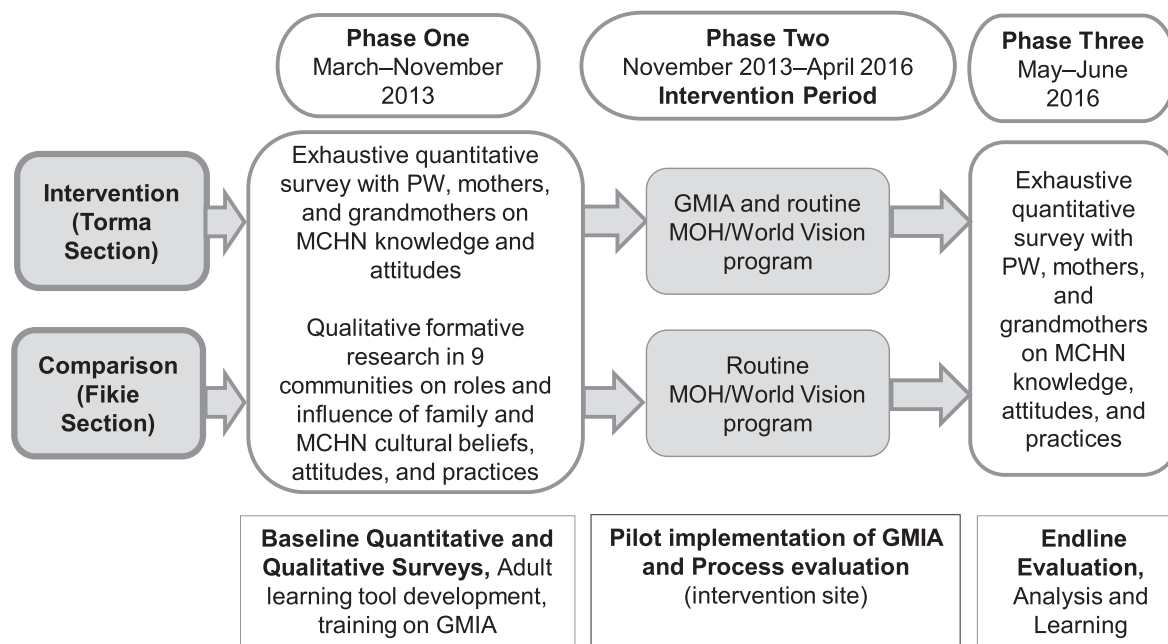 Phase One
March–November
2013
Phase Two
November 2013–April 2016
Intervention Period
Phase Three
May–June
2016
Intervention
(Torma
Section)
Comparison
(Fikie
Section)
Exhaustive quantitative
survey with PW, mothers,
and grandmothers on
MCHN knowledge and
attitudes
Qualitative formative
research in 9
communities on roles and
influence of family and
MCHN cultural beliefs,
attitudes, and practices
GMIA and routine
MOH/World Vision
program
Routine
MOH/World Vision
program
Exhaustive
quantitative
survey with
PW, mothers,
and
grandmothers
on MCHN
knowledge,
attitudes, and
practices
Baseline Quantitative and
Qualitative Surveys, Adult
learning tool development,
training on GMIA
Pilot implementation of GMIA
and Process evaluation
(intervention site)
Endline
Evaluation,
Analysis and
Learning